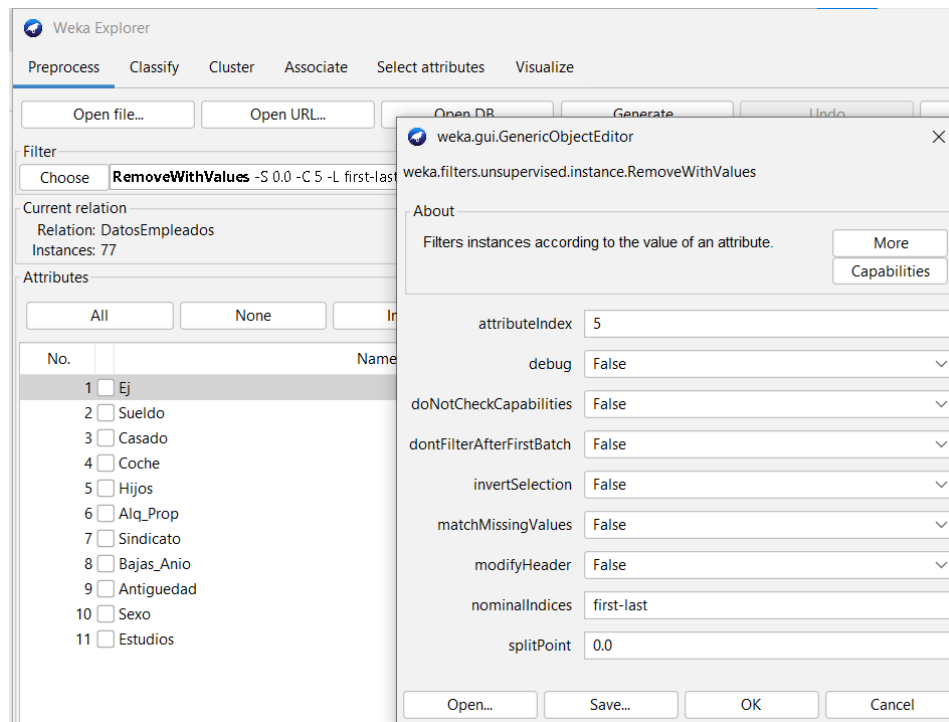 Weka Explorer
Preprocess Classify Cluster Associate Select attributes Visualize
Open file... Open URL... Open DB Generate Undo
Filter
Choose RemoveWithValues -S 0.0 -C 5 -L first-last
Current relation
Relation: DatosEmpleados
Instances: 77
Attributes
All None
No. Name
1 Ej
2 Sueldo
3 Casado
4 Coche
5 Hijos
6 Alq_Prop
7 Sindicato
8 Bajas_Anio
9 Antiguedad
10 Sexo
11 Estudios
weka.gui.GenericObjectEditor
weka.filters.unsupervised.instance.RemoveWithValues
About
Filters instances according to the value of an attribute.
More
Capabilities
attributeIndex 5
debug False
doNotCheckCapabilities False
dontFilterAfterFirstBatch False
invertSelection False
matchMissingValues False
modifyHeader False
nominalIndices first-last
splitPoint 0.0
Open... Save... OK Cancel